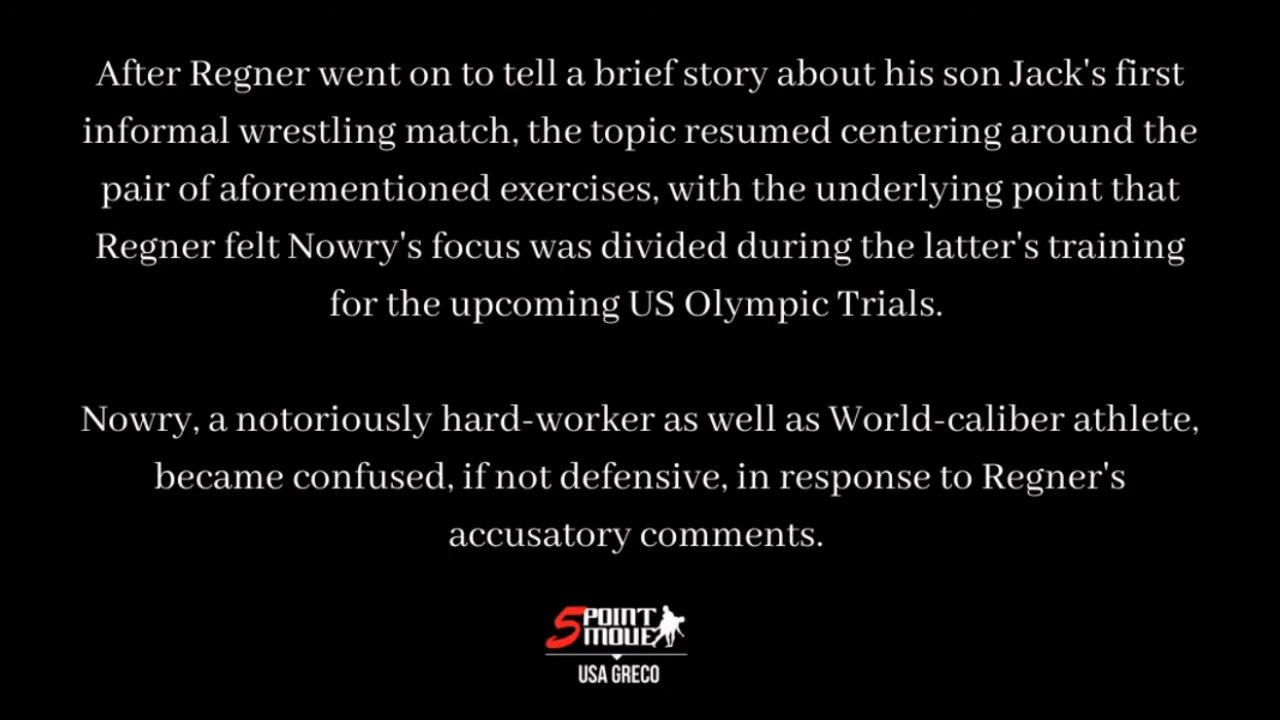 After Regner went on to tell a brief story about his son Jack's first
informal wrestling match, the topic resumed centering around the
pair of aforementioned exercises, with the underlying point that
Regner felt Nowry's focus was divided during the latter's training
for the upcoming US Olympic Trials.
Nowry, a notoriously hard-worker as well as World-caliber athlete,
became confused, if not defensive, in response to Regner's
accusatory comments.
5 POINT
MOVE
USA GRECO